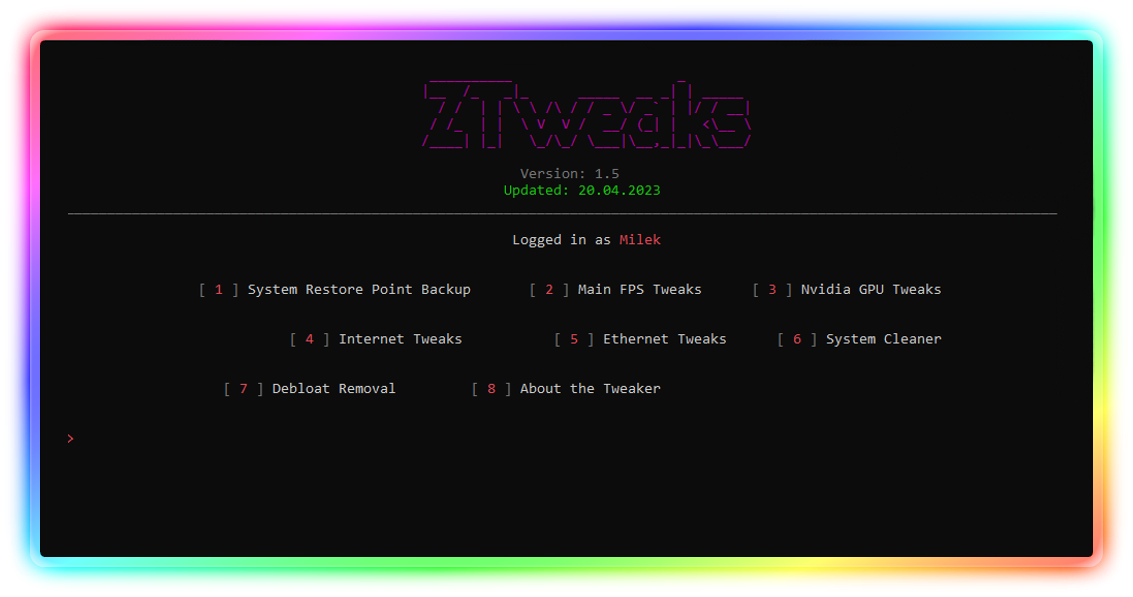 ZTweaks
Version: 1.5
Updated: 20.04.2023
Logged in as Milek
[ 1 ] System Restore Point Backup [ 2 ] Main FPS Tweaks [ 3 ] Nvidia GPU Tweaks
[ 4 ] Internet Tweaks [ 5 ] Ethernet Tweaks [ 6 ] System Cleaner
[ 7 ] Debloat Removal [ 8 ] About the Tweaker
>